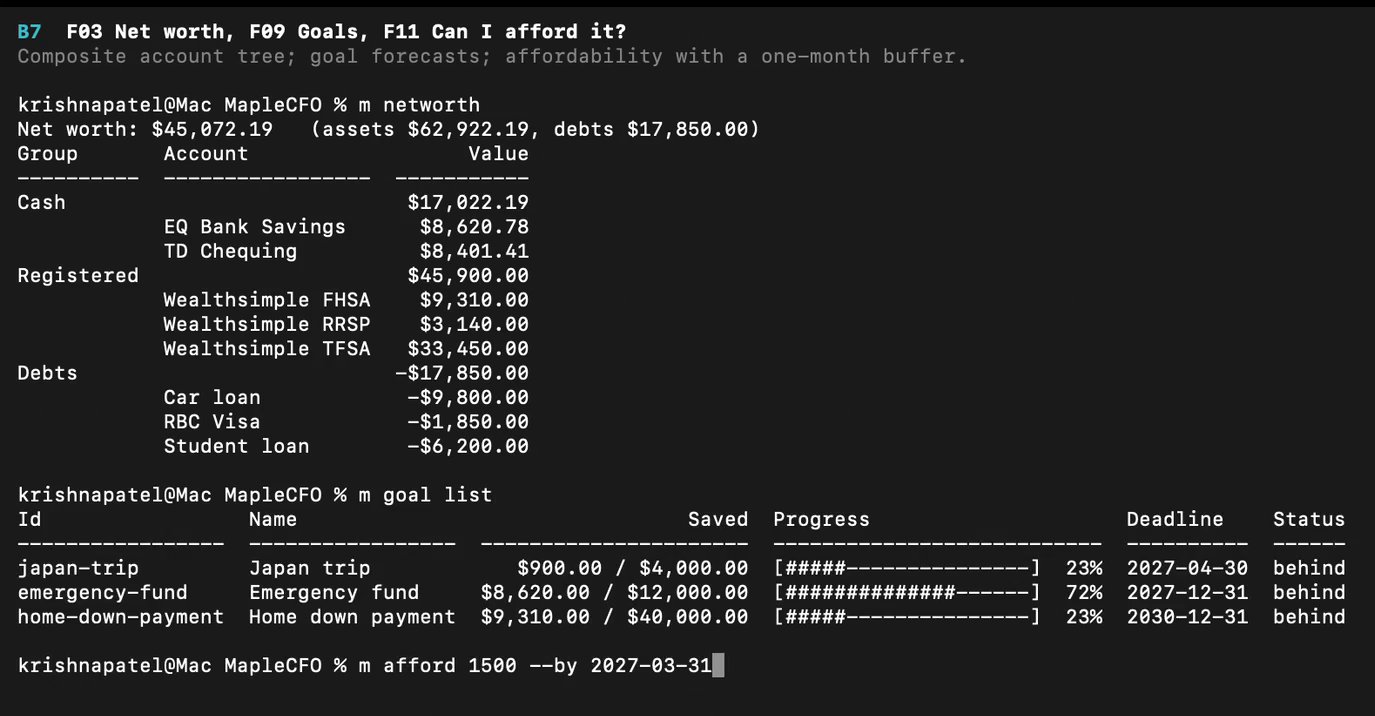 B7  F03 Net worth, F09 Goals, F11 Can I afford it?
Composite account tree; goal forecasts; affordability with a one-month buffer.
krishnapatel@Mac MapleCFO % m networth
Net worth: $45,072.19   (assets $62,922.19, debts $17,850.00)
Group       Account                  Value
----------  -----------------  -----------
Cash                            $17,022.19
            EQ Bank Savings      $8,620.78
            TD Chequing          $8,401.41
Registered                      $45,900.00
            Wealthsimple FHSA    $9,310.00
            Wealthsimple RRSP    $3,140.00
            Wealthsimple TFSA   $33,450.00
Debts                          -$17,850.00
            Car loan            -$9,800.00
            RBC Visa            -$1,850.00
            Student loan        -$6,200.00
krishnapatel@Mac MapleCFO % m goal list
Id                 Name                                Saved  Progress                     Deadline    Status
-----------------  -----------------  ----------------------  ---------------------------  ----------  ------
japan-trip         Japan trip            $900.00 / $4,000.00  [#####---------------]  23%  2027-04-30  behind
emergency-fund     Emergency fund     $8,620.00 / $12,000.00  [##############------]  72%  2027-12-31  behind
home-down-payment  Home down payment  $9,310.00 / $40,000.00  [#####---------------]  23%  2030-12-31  behind
krishnapatel@Mac MapleCFO % m afford 1500 --by 2027-03-31